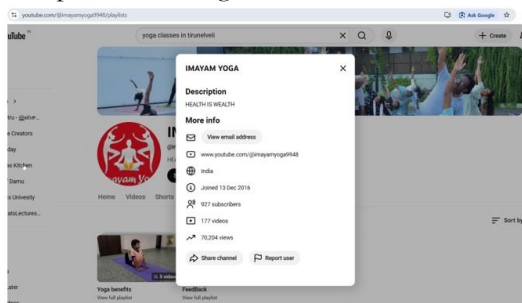 youtube.com/@imayamyoga9948/playlists
Ask Google
yoga classes in tirunelveli
Create
IMAYAM YOGA
Description
HEALTH IS WEALTH
More info
View email address
www.youtube.com/@imayamyoga9948
India
Joined 13 Dec 2016
927 subscribers
177 videos
70,204 views
Share channel
Report user
e Creators
Kitchen
Damu
Home Videos Shorts
Sort by
5 videos
Yoga benefits
View full playlist
FeedBack
View full playlist